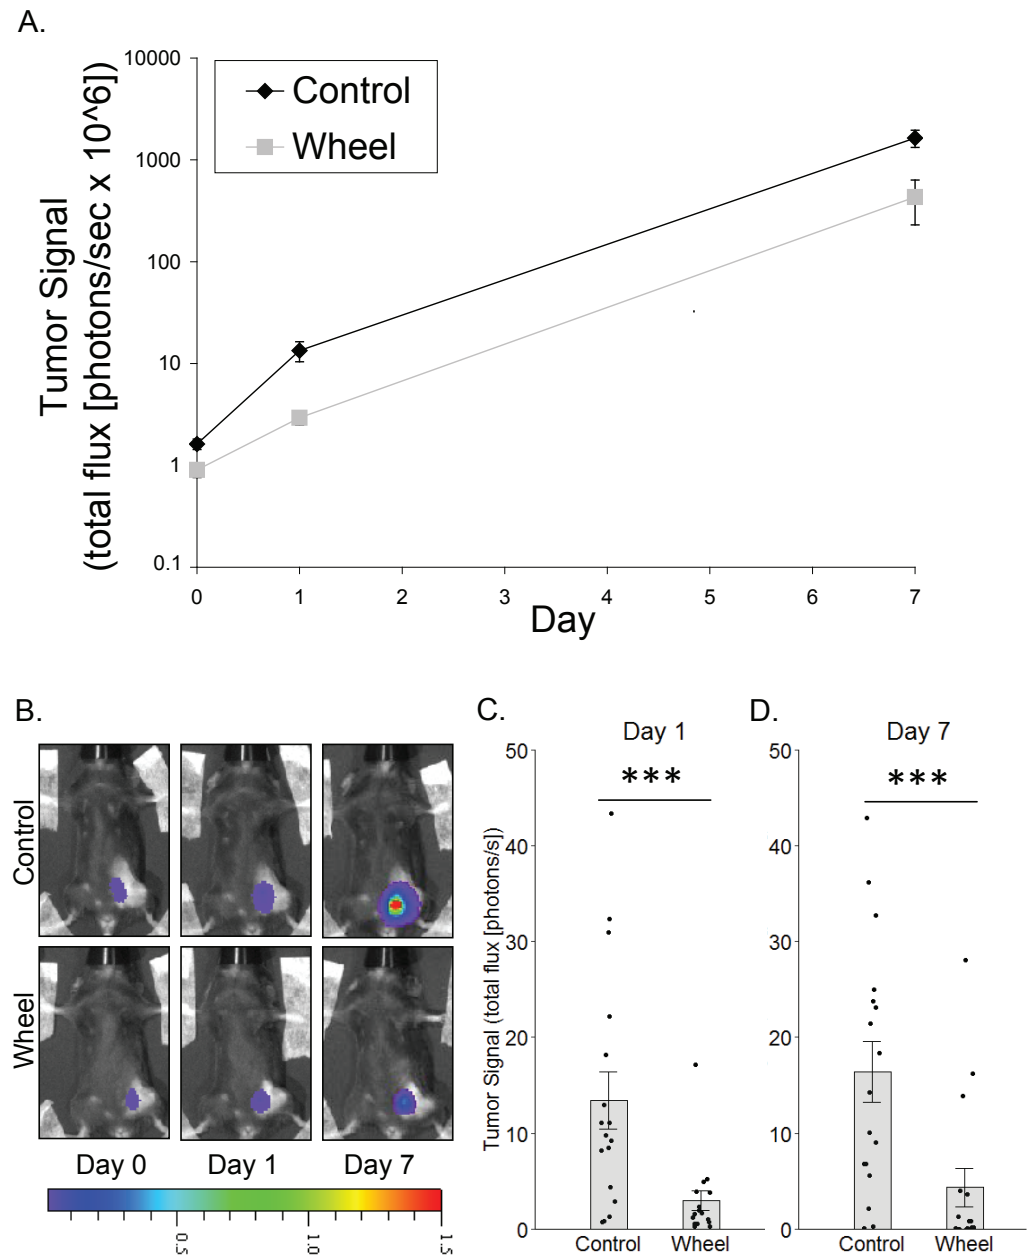 A.
10000
1000
100
10
1
0.1
Tumor Signal
(total flux [photons/sec x 10^6])
Control
Wheel
0 1 2 3 4 5 6 7
Day
B.
Control
Wheel
Day 0 Day 1 Day 7
0.5 1.0 1.5
C.
Day 1
***
50
40
30
20
10
0
Tumor Signal (total flux [photons/s])
Control Wheel
D.
Day 7
***
50
40
30
20
10
0
Control Wheel